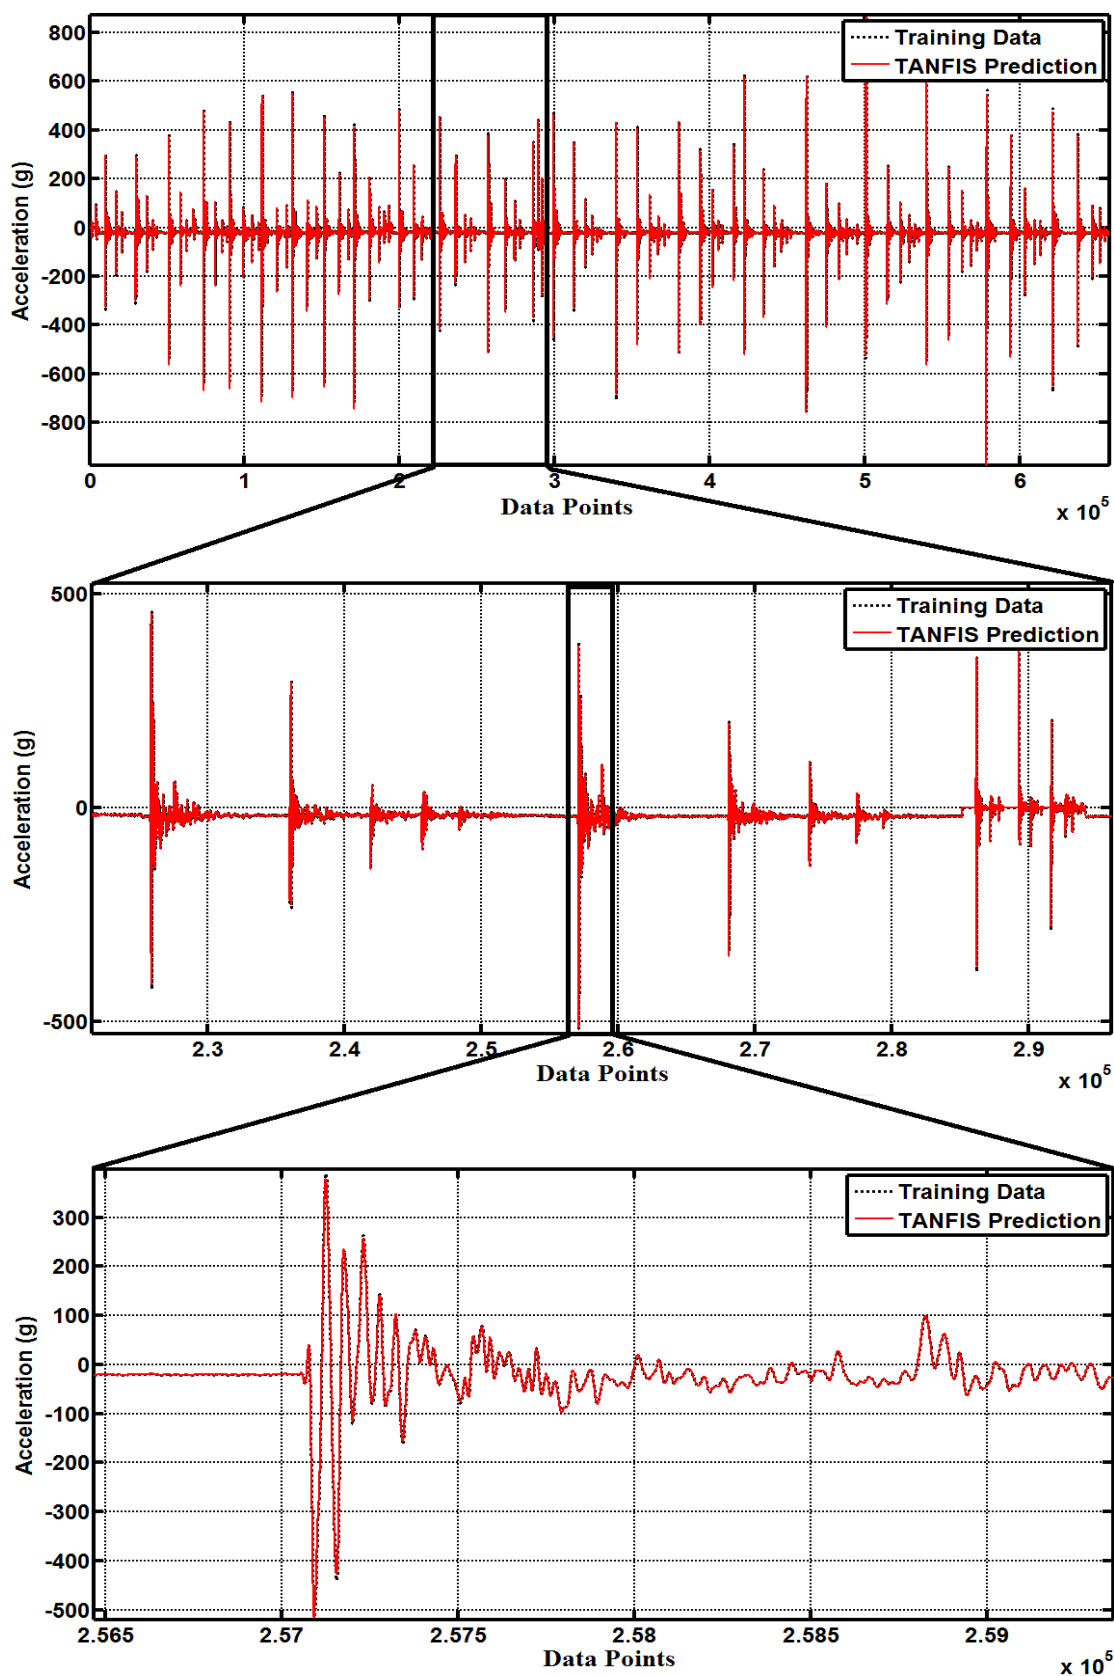 800
600
400
200
0
-200
-400
-600
-800
Acceleration (g)
Training Data
TANFIS Prediction
0 1 2 3 4 5 6
Data Points
x 10^5
500
0
-500
Acceleration (g)
Training Data
TANFIS Prediction
2.3 2.4 2.5 2.6 2.7 2.8 2.9
Data Points
x 10^5
300
200
100
0
-100
-200
-300
-400
-500
Acceleration (g)
Training Data
TANFIS Prediction
2.565 2.57 2.575 2.58 2.585 2.59
Data Points
x 10^5